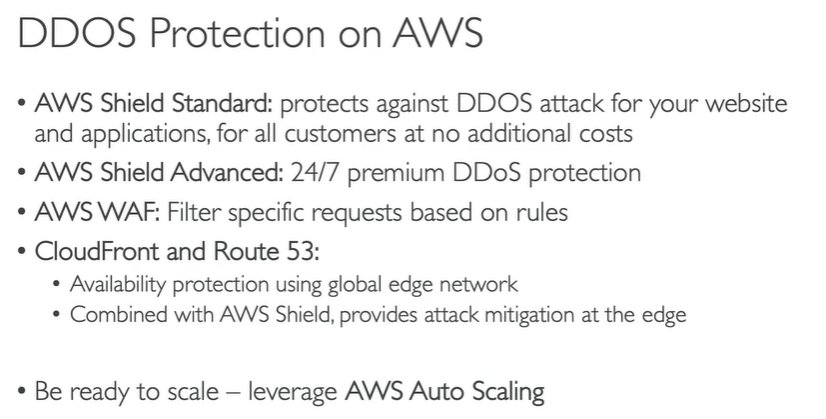 DDOS Protection on AWS
• AWS Shield Standard: protects against DDOS attack for your website
and applications, for all customers at no additional costs
• AWS Shield Advanced: 24/7 premium DDoS protection
• AWS WAF: Filter specific requests based on rules
• CloudFront and Route 53:
• Availability protection using global edge network
• Combined with AWS Shield, provides attack mitigation at the edge
• Be ready to scale – leverage AWS Auto Scaling